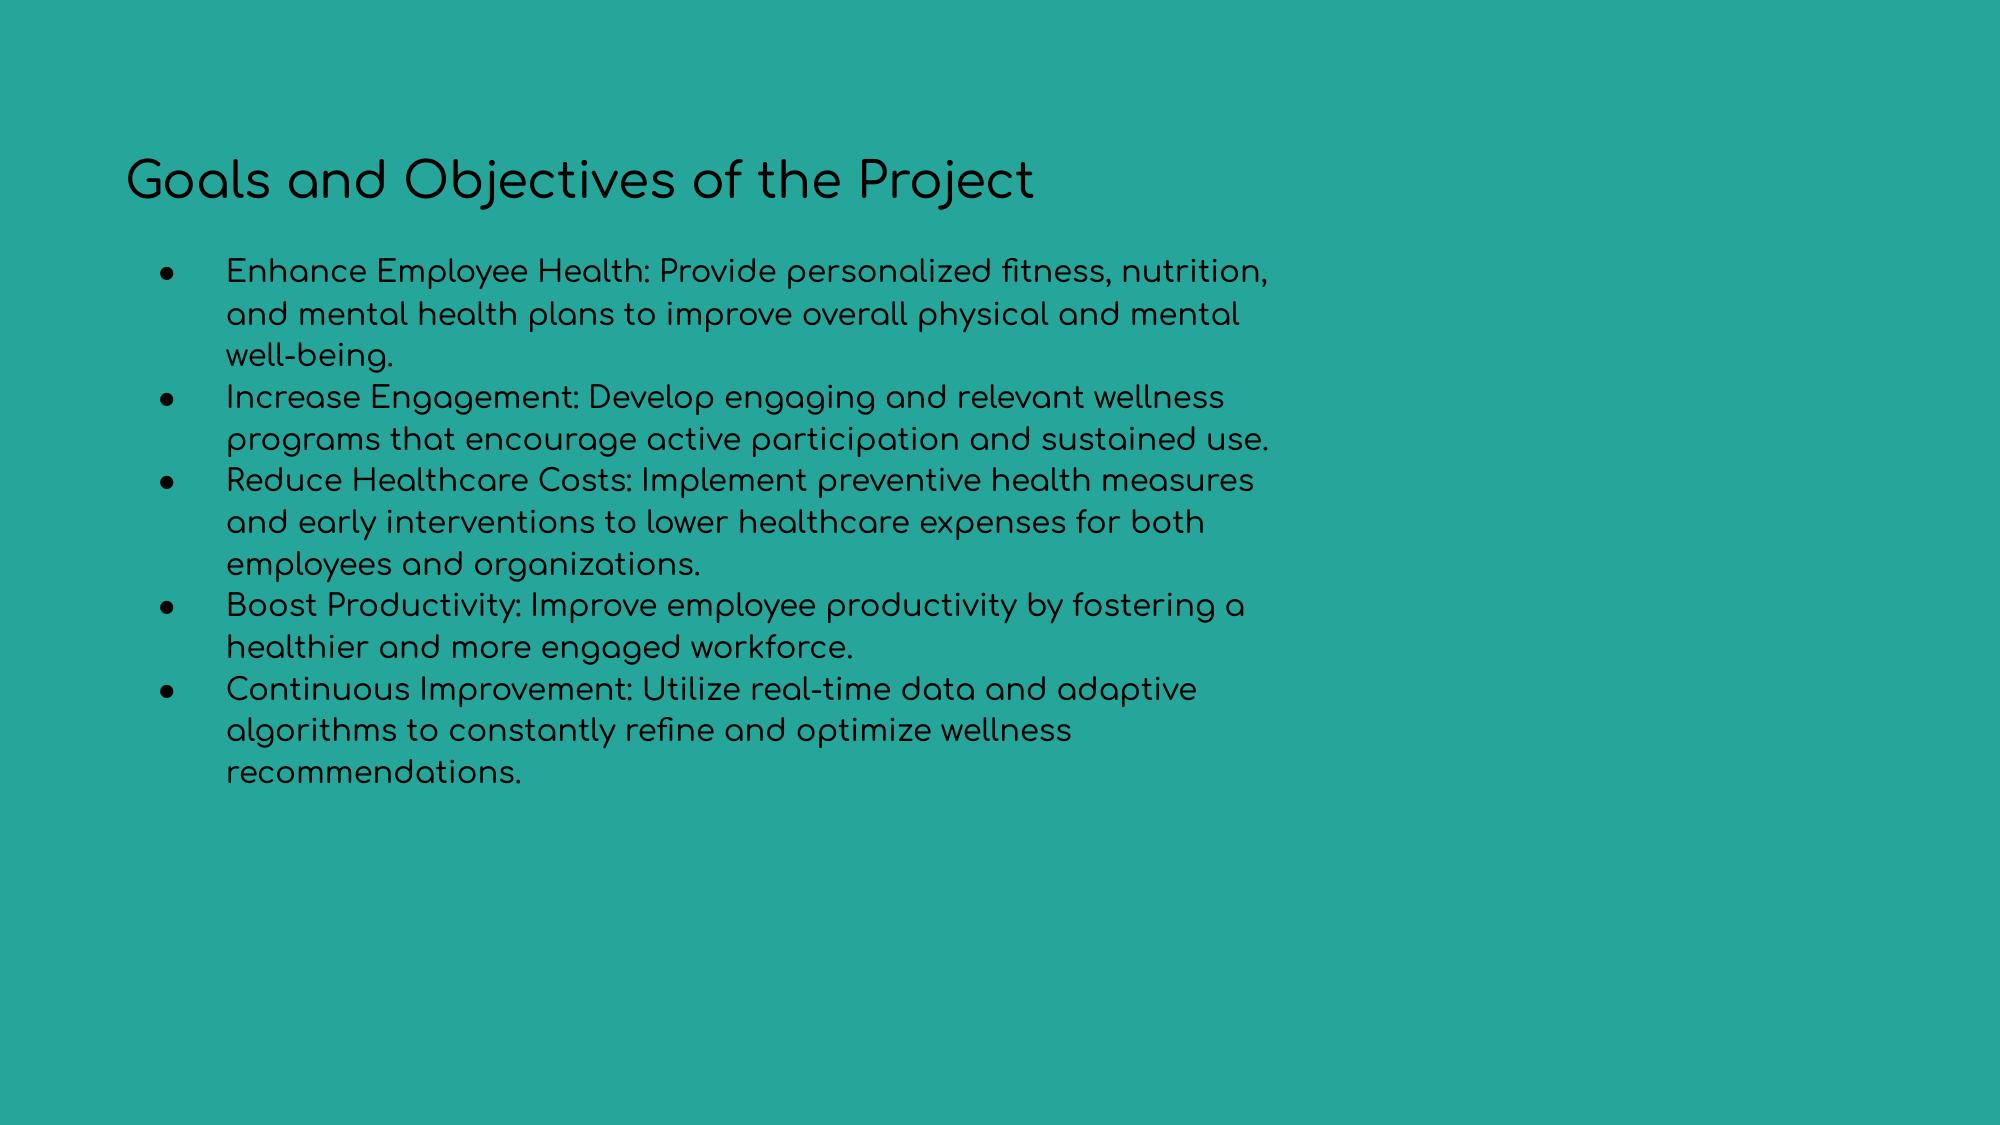 Goals and Objectives of the Project
● Enhance Employee Health: Provide personalized fitness, nutrition,
and mental health plans to improve overall physical and mental
well-being.
● Increase Engagement: Develop engaging and relevant wellness
programs that encourage active participation and sustained use.
● Reduce Healthcare Costs: Implement preventive health measures
and early interventions to lower healthcare expenses for both
employees and organizations.
● Boost Productivity: Improve employee productivity by fostering a
healthier and more engaged workforce.
● Continuous Improvement: Utilize real-time data and adaptive
algorithms to constantly refine and optimize wellness
recommendations.